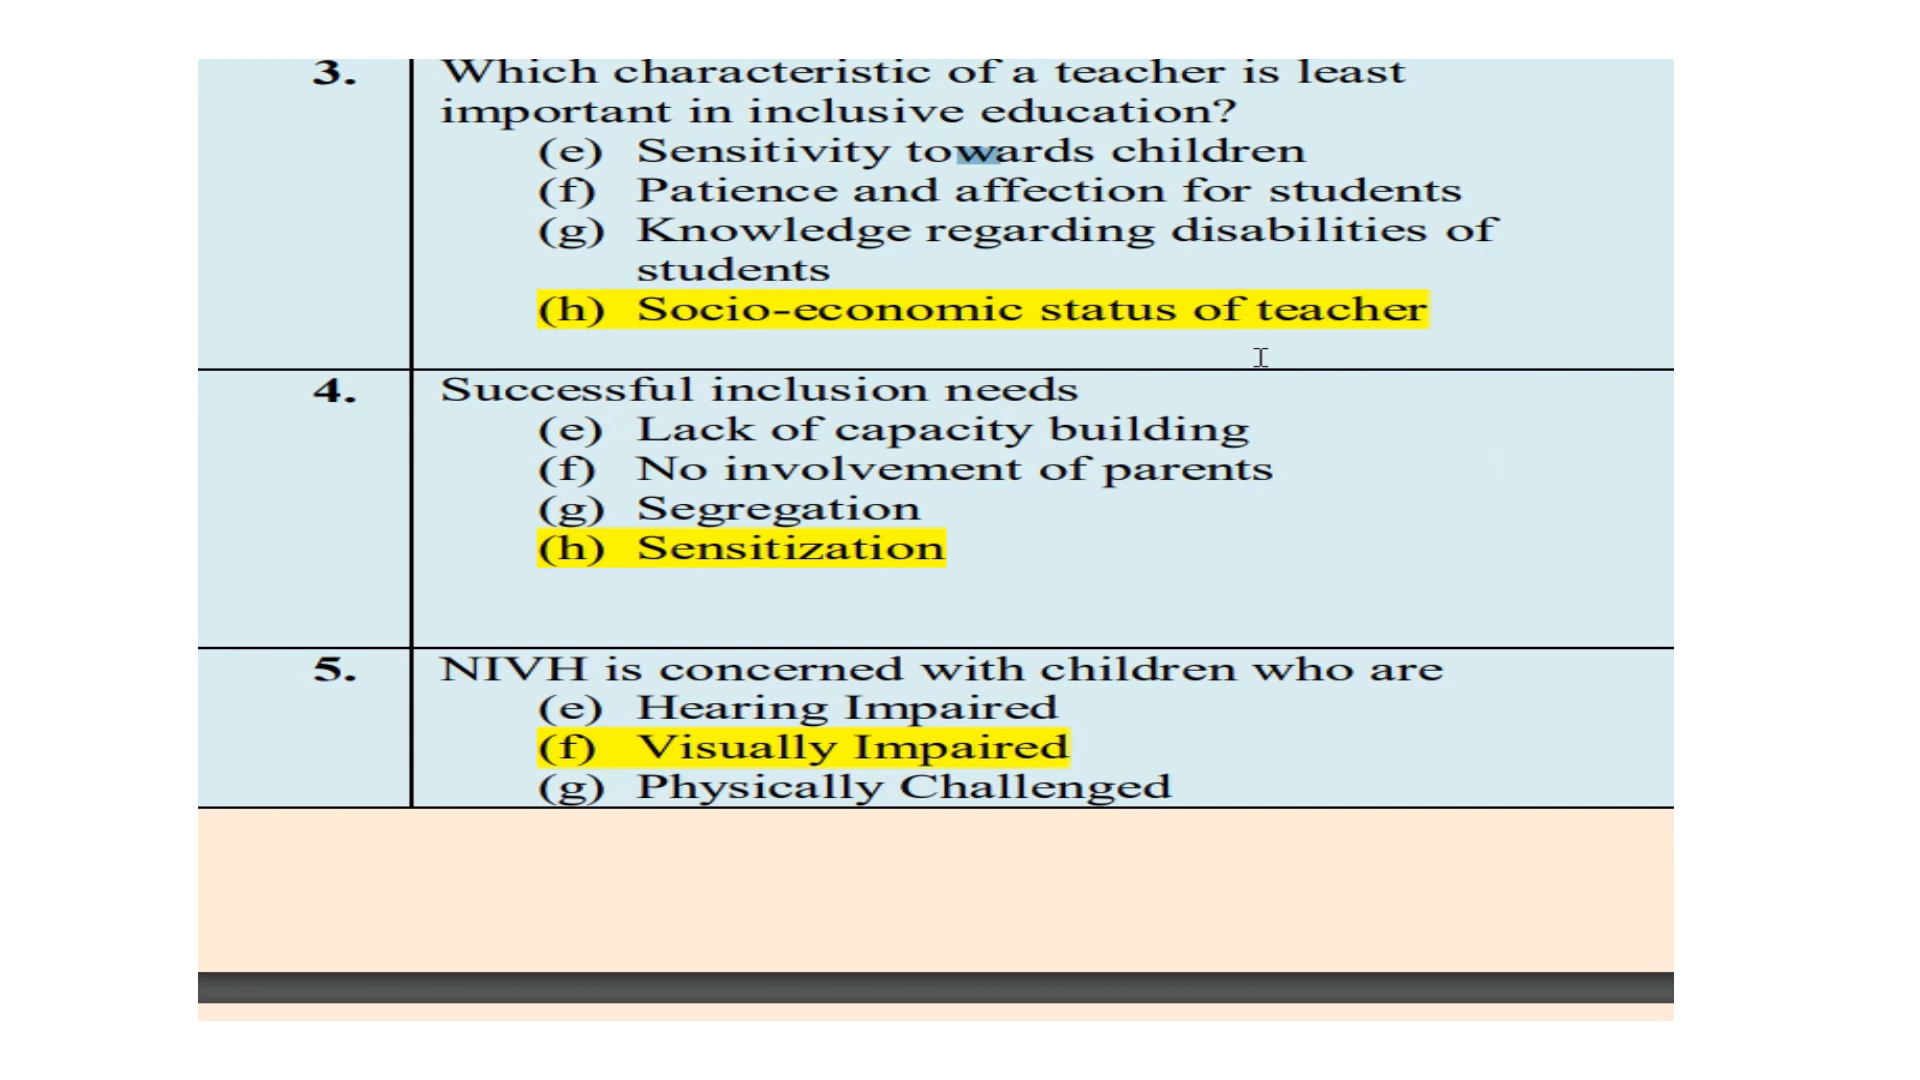 3. Which characteristic of a teacher is least
important in inclusive education?
(e) Sensitivity towards children
(f) Patience and affection for students
(g) Knowledge regarding disabilities of
students
(h) Socio-economic status of teacher
4. Successful inclusion needs
(e) Lack of capacity building
(f) No involvement of parents
(g) Segregation
(h) Sensitization
5. NIVH is concerned with children who are
(e) Hearing Impaired
(f) Visually Impaired
(g) Physically Challenged